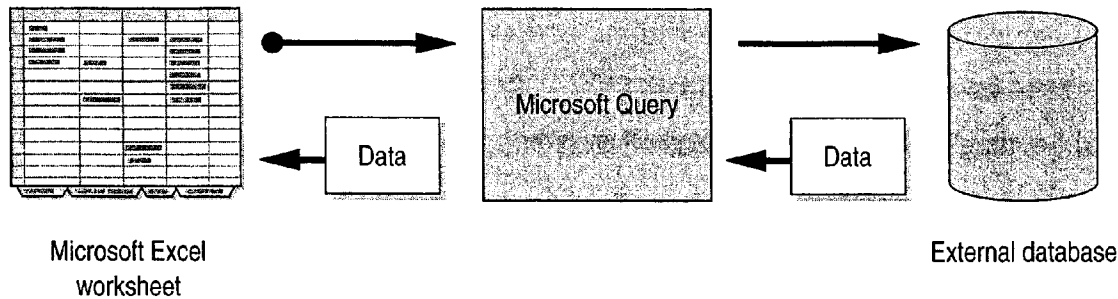 Microsoft Query
Data
Data
Microsoft Excel
worksheet
External database